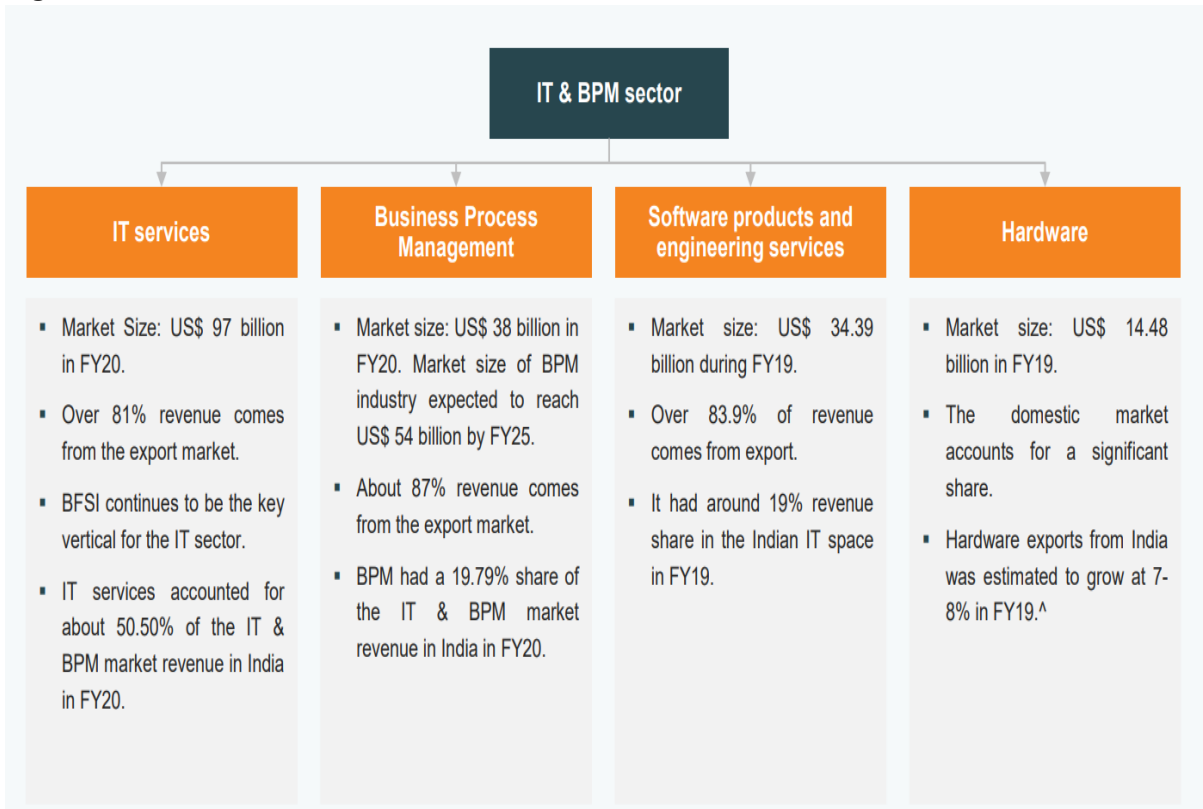 IT & BPM sector
IT services
▪ Market Size: US$ 97 billion
in FY20.
▪ Over 81% revenue comes
from the export market.
▪ BFSI continues to be the key
vertical for the IT sector.
▪ IT services accounted for
about 50.50% of the IT &
BPM market revenue in India
in FY20.
Business Process
Management
▪ Market size: US$ 38 billion in
FY20. Market size of BPM
industry expected to reach
US$ 54 billion by FY25.
▪ About 87% revenue comes
from the export market.
▪ BPM had a 19.79% share of
the IT & BPM market
revenue in India in FY20.
Software products and
engineering services
▪ Market size: US$ 34.39
billion during FY19.
▪ Over 83.9% of revenue
comes from export.
▪ It had around 19% revenue
share in the Indian IT space
in FY19.
Hardware
▪ Market size: US$ 14.48
billion in FY19.
▪ The domestic market
accounts for a significant
share.
▪ Hardware exports from India
was estimated to grow at 7-
8% in FY19.^